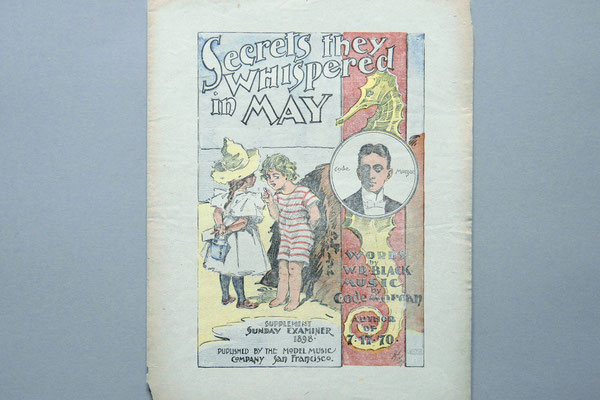 Secrets they
WHISPERED
in MAY
Code Morgan
WORDS
by
W.B. BLACK
MUSIC
by
Code Morgan
AUTHOR
OF
7-17-70.
SUPPLEMENT
SUNDAY EXAMINER
1898.
PUBLISHED BY THE MODEL MUSIC
COMPANY San Francisco.